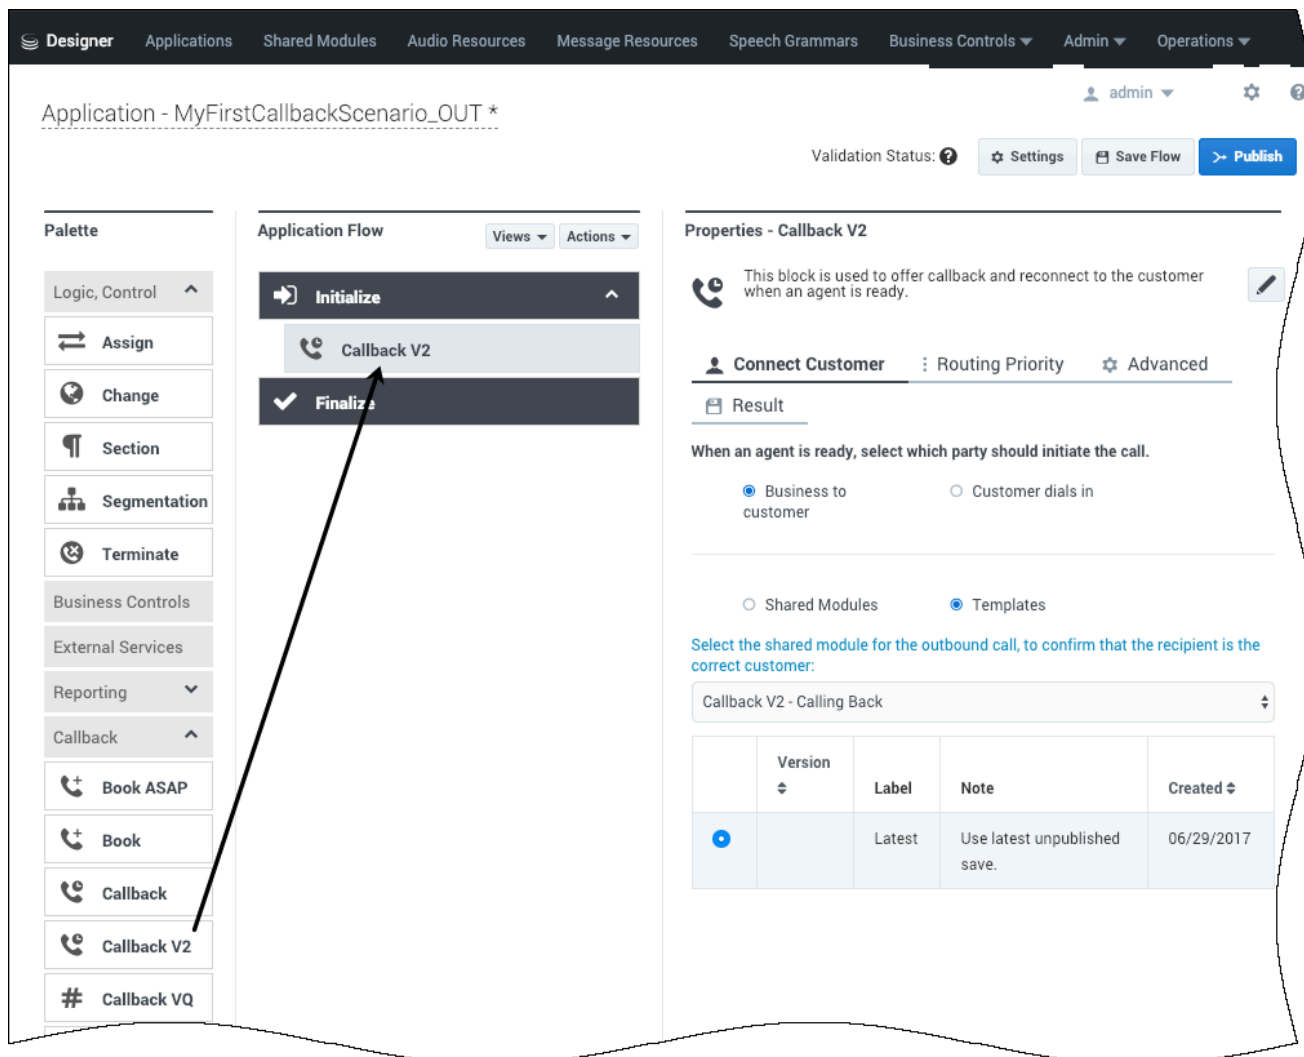 Designer Applications Shared Modules Audio Resources Message Resources Speech Grammars Business Controls Admin Operations
admin
Application - MyFirstCallbackScenario_OUT *
Validation Status: Settings Save Flow Publish
Palette
Logic, Control
Assign
Change
Section
Segmentation
Terminate
Business Controls
External Services
Reporting
Callback
Book ASAP
Book
Callback
Callback V2
Callback VQ
Application Flow Views Actions
Initialize
Callback V2
Finalize
Properties - Callback V2
This block is used to offer callback and reconnect to the customer
when an agent is ready.
Connect Customer Routing Priority Advanced
Result
When an agent is ready, select which party should initiate the call.
Business to Customer dials in
customer
Shared Modules Templates
Select the shared module for the outbound call, to confirm that the recipient is the
correct customer:
Callback V2 - Calling Back
Version
Label Note Created
Latest Use latest unpublished 06/29/2017
save.